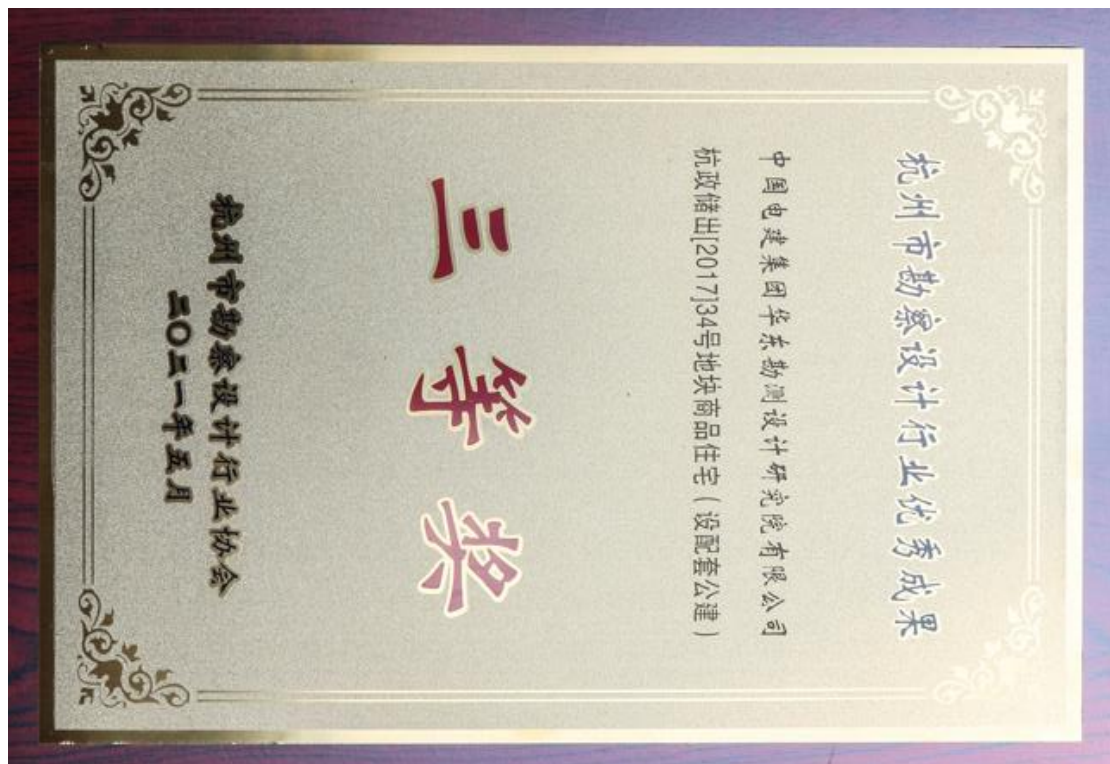 杭州市勘察设计行业优秀成果
中国电建集团华东勘测设计研究院有限公司
杭政储出[2017]34号地块商品住宅（设配套公建）
三等奖
杭州市勘察设计行业协会
二〇二一年五月